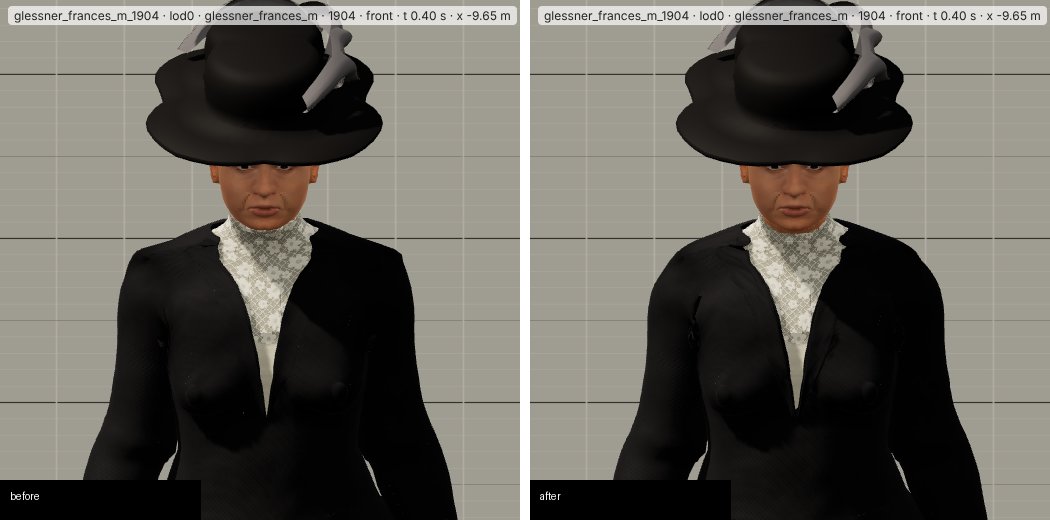 glessner_frances_m_1904 · lod0 · glessner_frances_m · 1904 · front · t 0.40 s · x -9.65 m
glessner_frances_m_1904 · lod0 · glessner_frances_m · 1904 · front · t 0.40 s · x -9.65 m
before
after